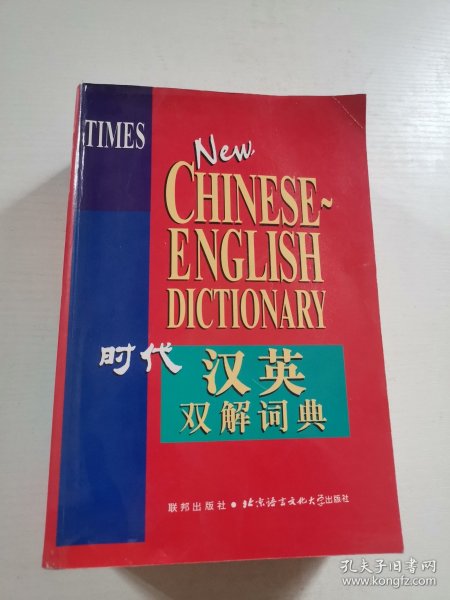 TIMES
New
CHINESE~
ENGLISH
DICTIONARY
时代
汉英
双解词典
联邦出版社●北京语言文化大学出版社
孔夫子旧书网
www.kongfz.com